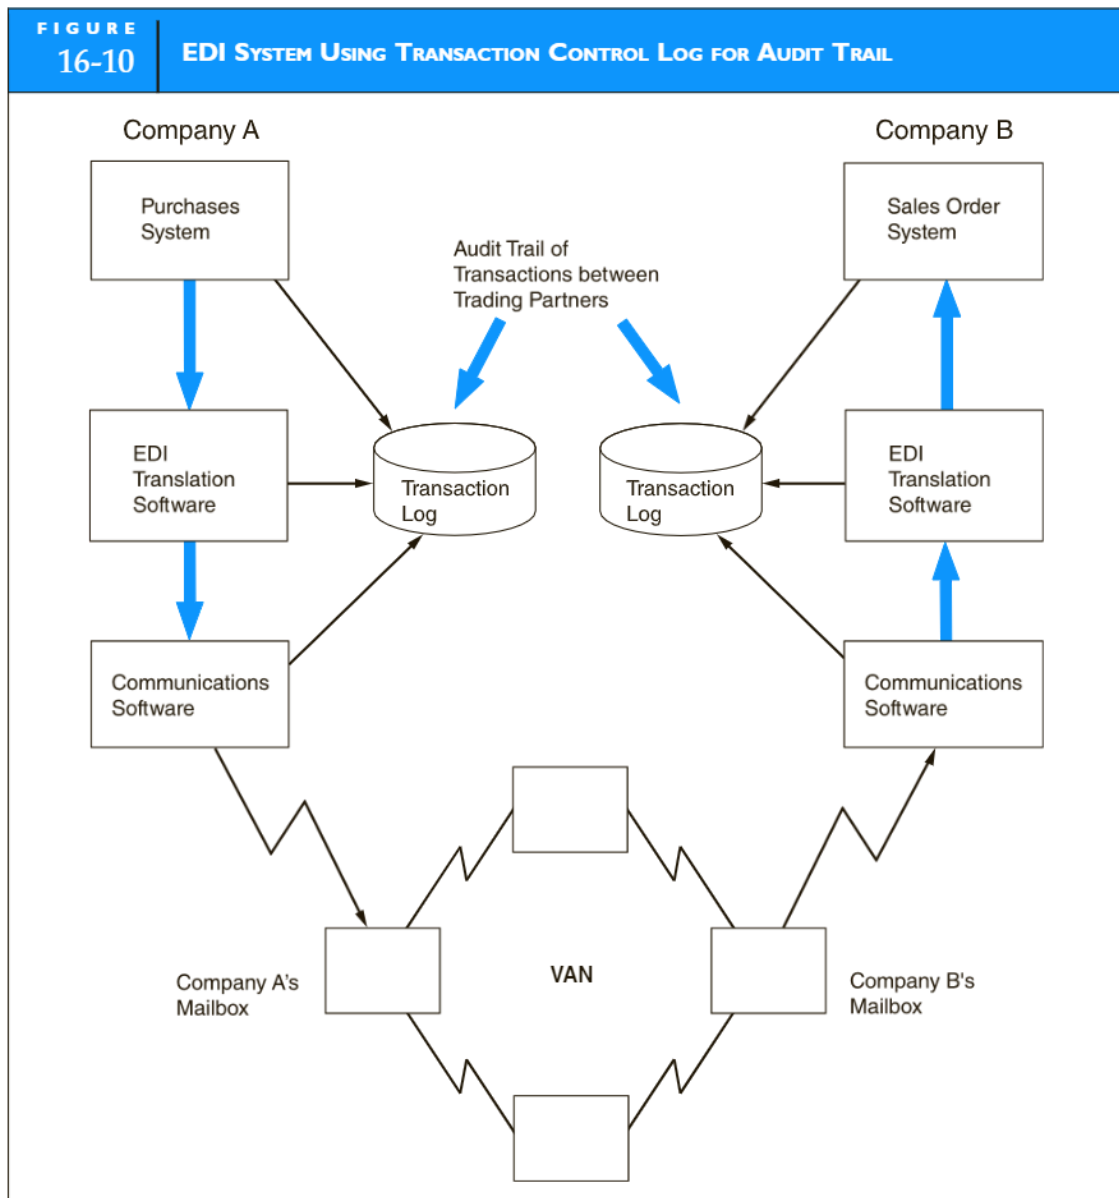 FIGURE
16-10
EDI SYSTEM USING TRANSACTION CONTROL LOG FOR AUDIT TRAIL
Company A
Company B
Purchases
System
Sales Order
System
Audit Trail of
Transactions between
Trading Partners
EDI
Translation
Software
Transaction
Log
Transaction
Log
EDI
Translation
Software
Communications
Software
Communications
Software
Company A's
Mailbox
VAN
Company B's
Mailbox